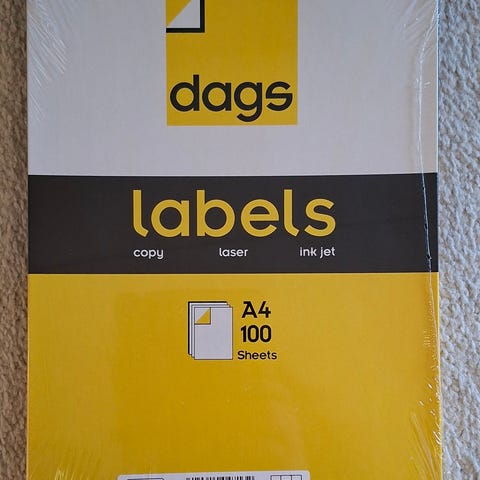 dags
labels
copy laser ink jet
A4
100
Sheets